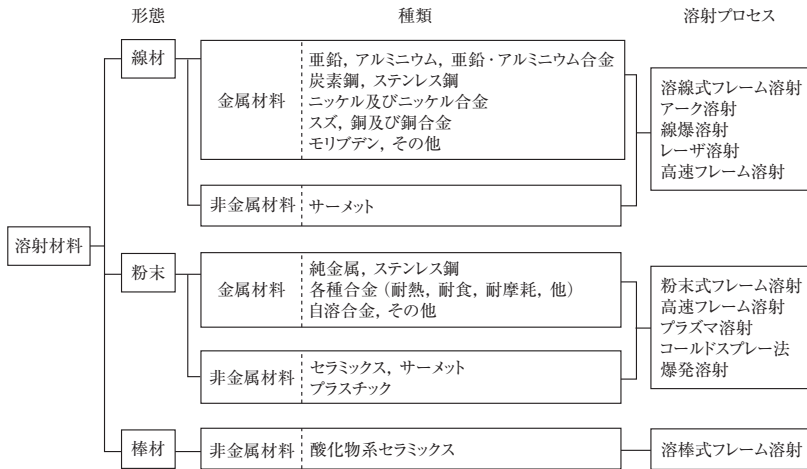 形態
種類
溶射プロセス
溶射材料
線材
金属材料
亜鉛, アルミニウム, 亜鉛・アルミニウム合金
炭素鋼, ステンレス鋼
ニッケル及びニッケル合金
スズ, 銅及び銅合金
モリブデン, その他
非金属材料
サーメット
溶線式フレーム溶射
アーク溶射
線爆溶射
レーザ溶射
高速フレーム溶射
粉末
金属材料
純金属, ステンレス鋼
各種合金 (耐熱, 耐食, 耐摩耗, 他)
自溶合金, その他
非金属材料
セラミックス, サーメット
プラスチック
粉末式フレーム溶射
高速フレーム溶射
プラズマ溶射
コールドスプレー法
爆発溶射
棒材
非金属材料
酸化物系セラミックス
溶棒式フレーム溶射